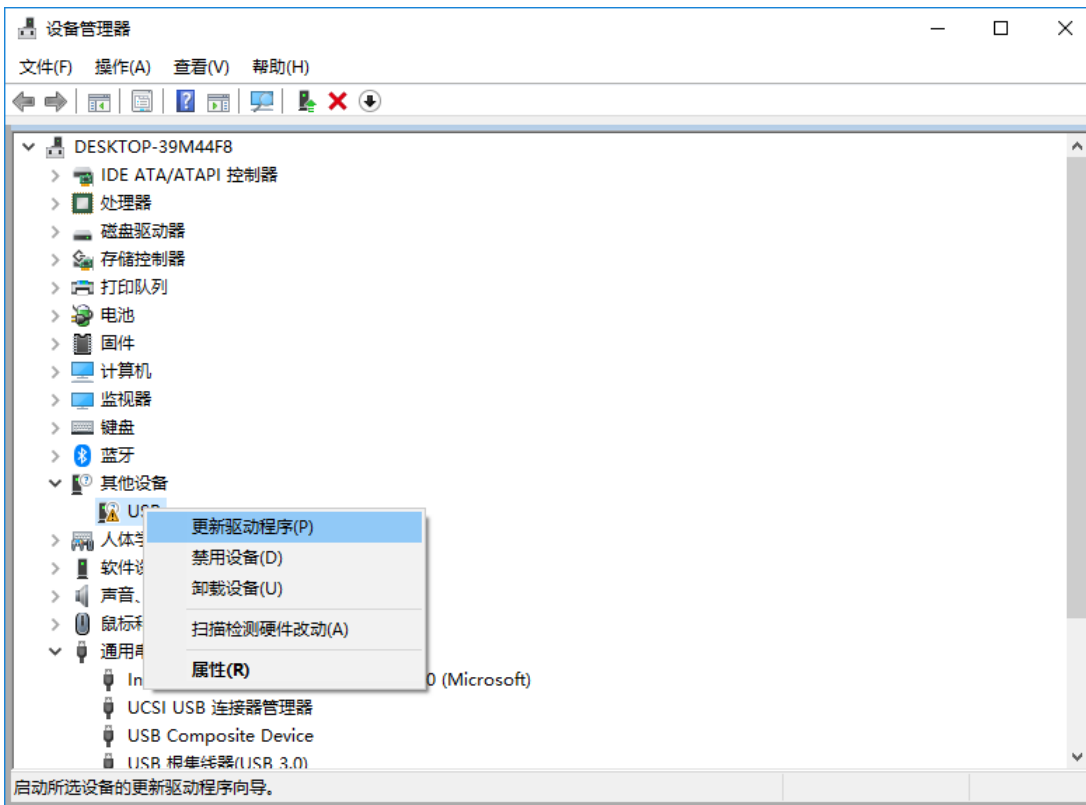 设备管理器
文件(F) 操作(A) 查看(V) 帮助(H)
DESKTOP-39M44F8
IDE ATA/ATAPI 控制器
处理器
磁盘驱动器
存储控制器
打印队列
电池
固件
计算机
监视器
键盘
蓝牙
其他设备
更新驱动程序(P)
人体学
禁用设备(D)
软件设
卸载设备(U)
声音、
鼠标和
扫描检测硬件改动(A)
通用串
属性(R)
In
0 (Microsoft)
UCSI USB 连接器管理器
USB Composite Device
USB 根集线器(USB 3.0)
启动所选设备的更新驱动程序向导。